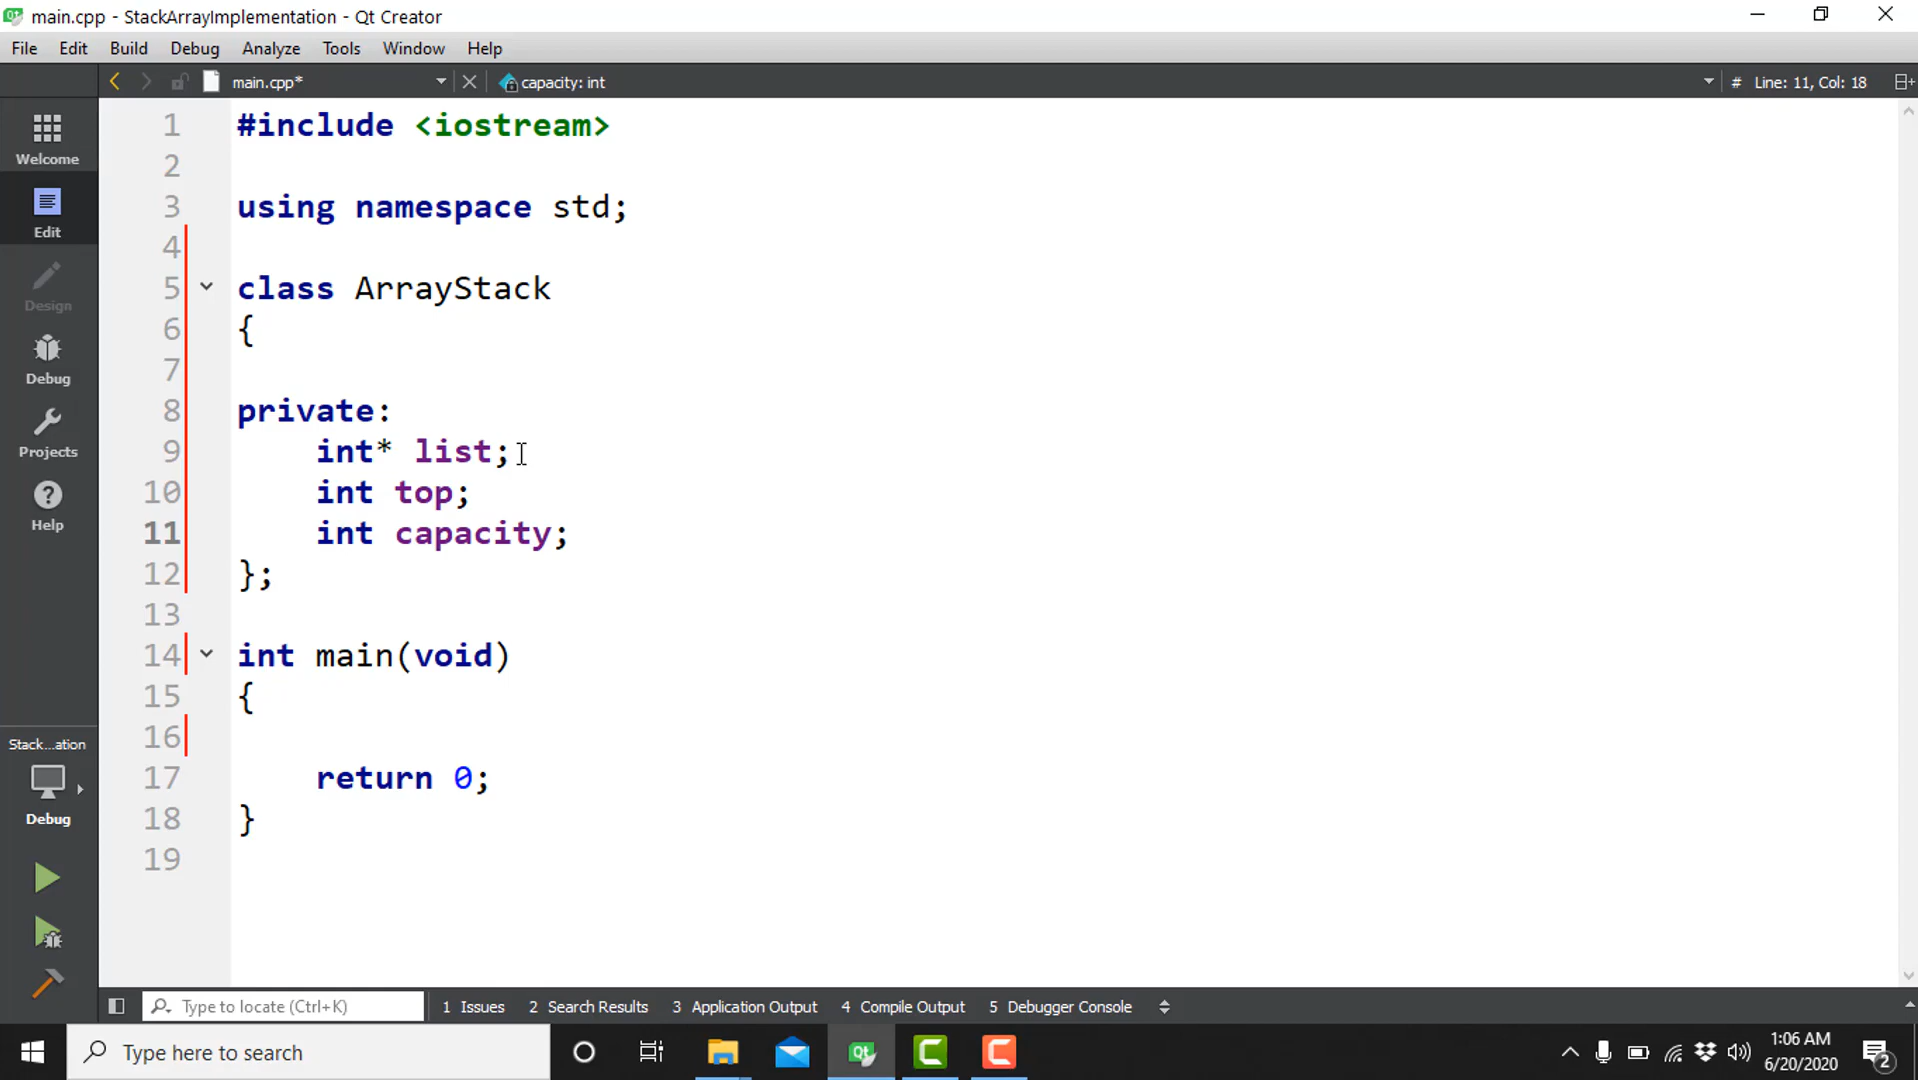 main.cpp - StackArrayImplementation - Qt Creator
File Edit Build Debug Analyze Tools Window Help
main.cpp* capacity: int # Line: 11, Col: 18
Welcome
Edit
Design
Debug
Projects
Help
Stack...ation
Debug
1 #include <iostream>
2
3 using namespace std;
4
5 class ArrayStack
6 {
7
8 private:
9 int* list;
10 int top;
11 int capacity;
12 };
13
14 int main(void)
15 {
16
17 return 0;
18 }
19
Type to locate (Ctrl+K) 1 Issues 2 Search Results 3 Application Output 4 Compile Output 5 Debugger Console
Type here to search
1:06 AM
6/20/2020
2